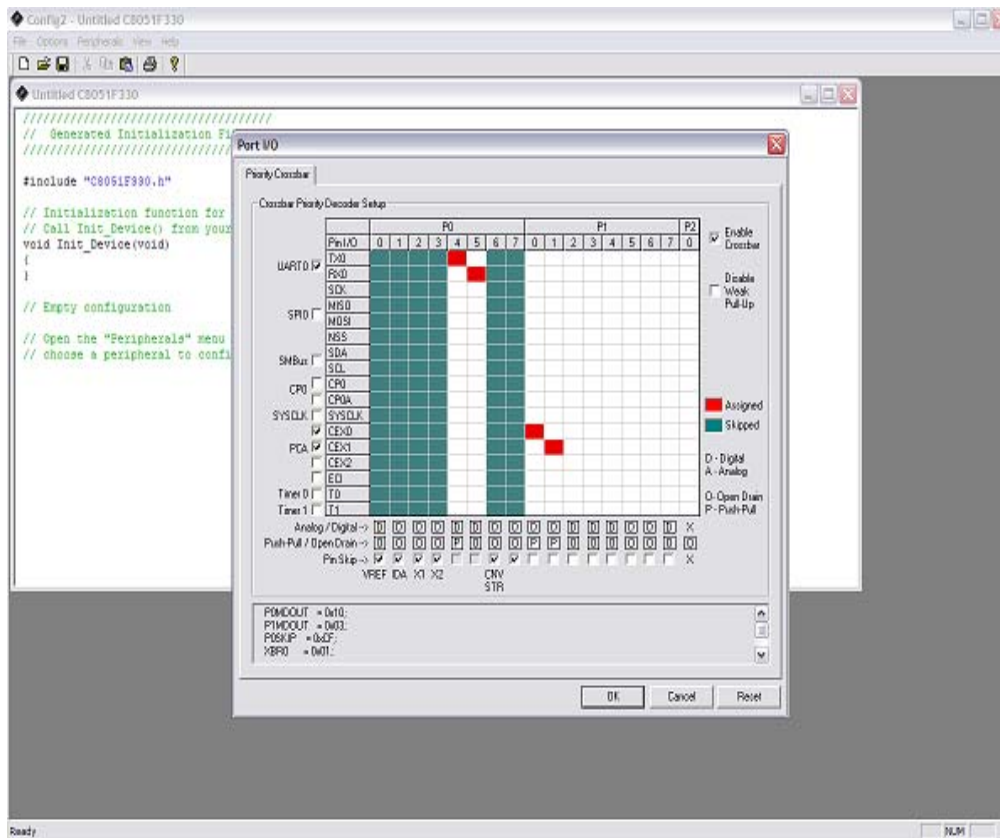 Config2 - Untitled C8051F330
File Options Peripherals View Help
Untitled C8051F330
/////////////////////////////////////
// Generated Initialization Fi
#include "C8051F330.h"
// Initialization function for
// Call Init_Device() from your
void Init_Device(void)
{
}
// Empty configuration
// Open the "Peripherals" menu
// choose a peripheral to confi
Port I/O
Priority Crossbar
Crossbar Priority Decoder Setup
P0 P1 P2
Pin I/O 0 1 2 3 4 5 6 7 0 1 2 3 4 5 6 7 0
UART0 TX0
RX0
SCK
SPI0 MISO
MOSI
NSS
SMBus SDA
SCL
CP0 CP0
CP0A
SYSCLK SYSCLK
CEX0
PCA CEX1
CEX2
ECI
Timer 0 T0
Timer 1 T1
Analog / Digital->
Push-Pull / Open Drain ->
Pin Skip ->
VREF IDA X1 X2 CNV
STR
Enable
Crossbar
Disable
Weak
Pull-Up
Assigned
Skipped
D - Digital
A - Analog
O- Open Drain
P - Push-Pull
P0MDOUT = 0x10;
P1MDOUT = 0x03;
P0SKIP = 0xCF;
XBR0 = 0x01;
OK Cancel Reset
Ready NUM